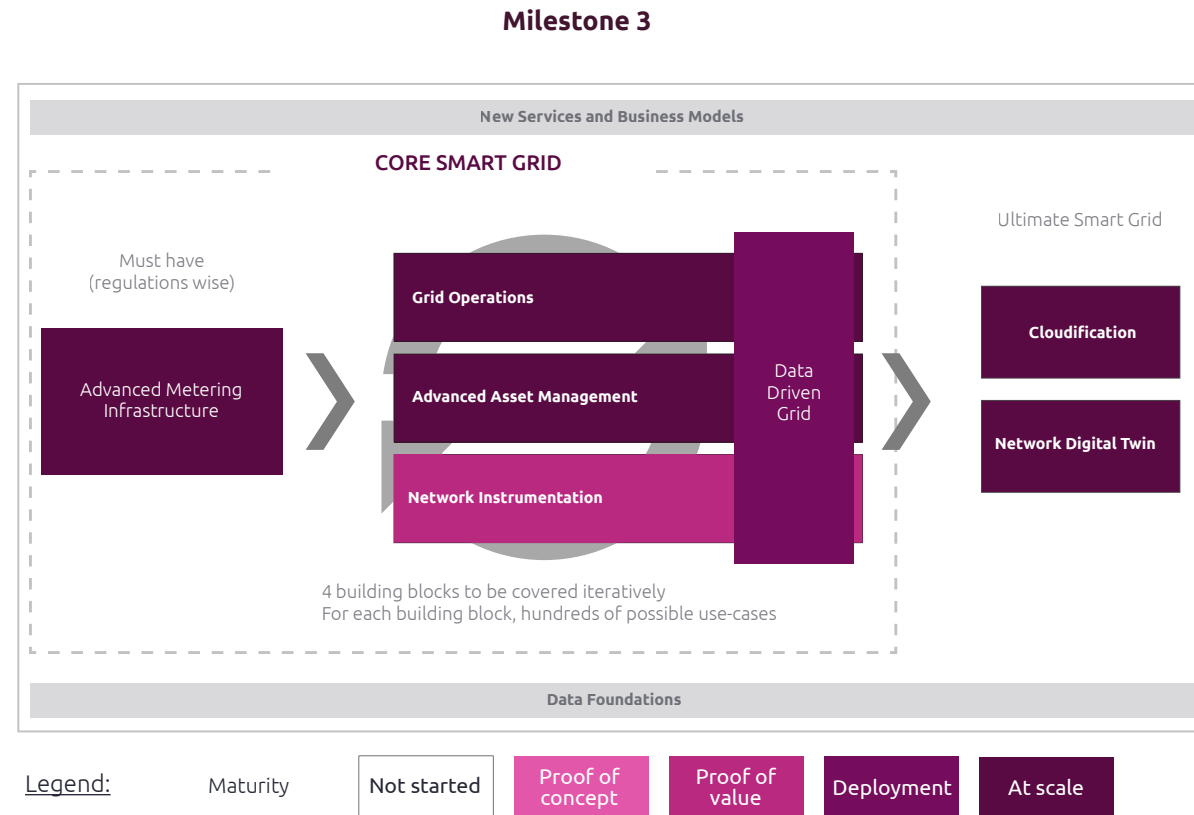 Milestone 3
New Services and Business Models
CORE SMART GRID
Must have
(regulations wise)
Advanced Metering
Infrastructure
Grid Operations
Advanced Asset Management
Network Instrumentation
Data
Driven
Grid
4 building blocks to be covered iteratively
For each building block, hundreds of possible use-cases
Ultimate Smart Grid
Cloudification
Network Digital Twin
Data Foundations
Legend:
Maturity
Not started
Proof of
concept
Proof of
value
Deployment
At scale